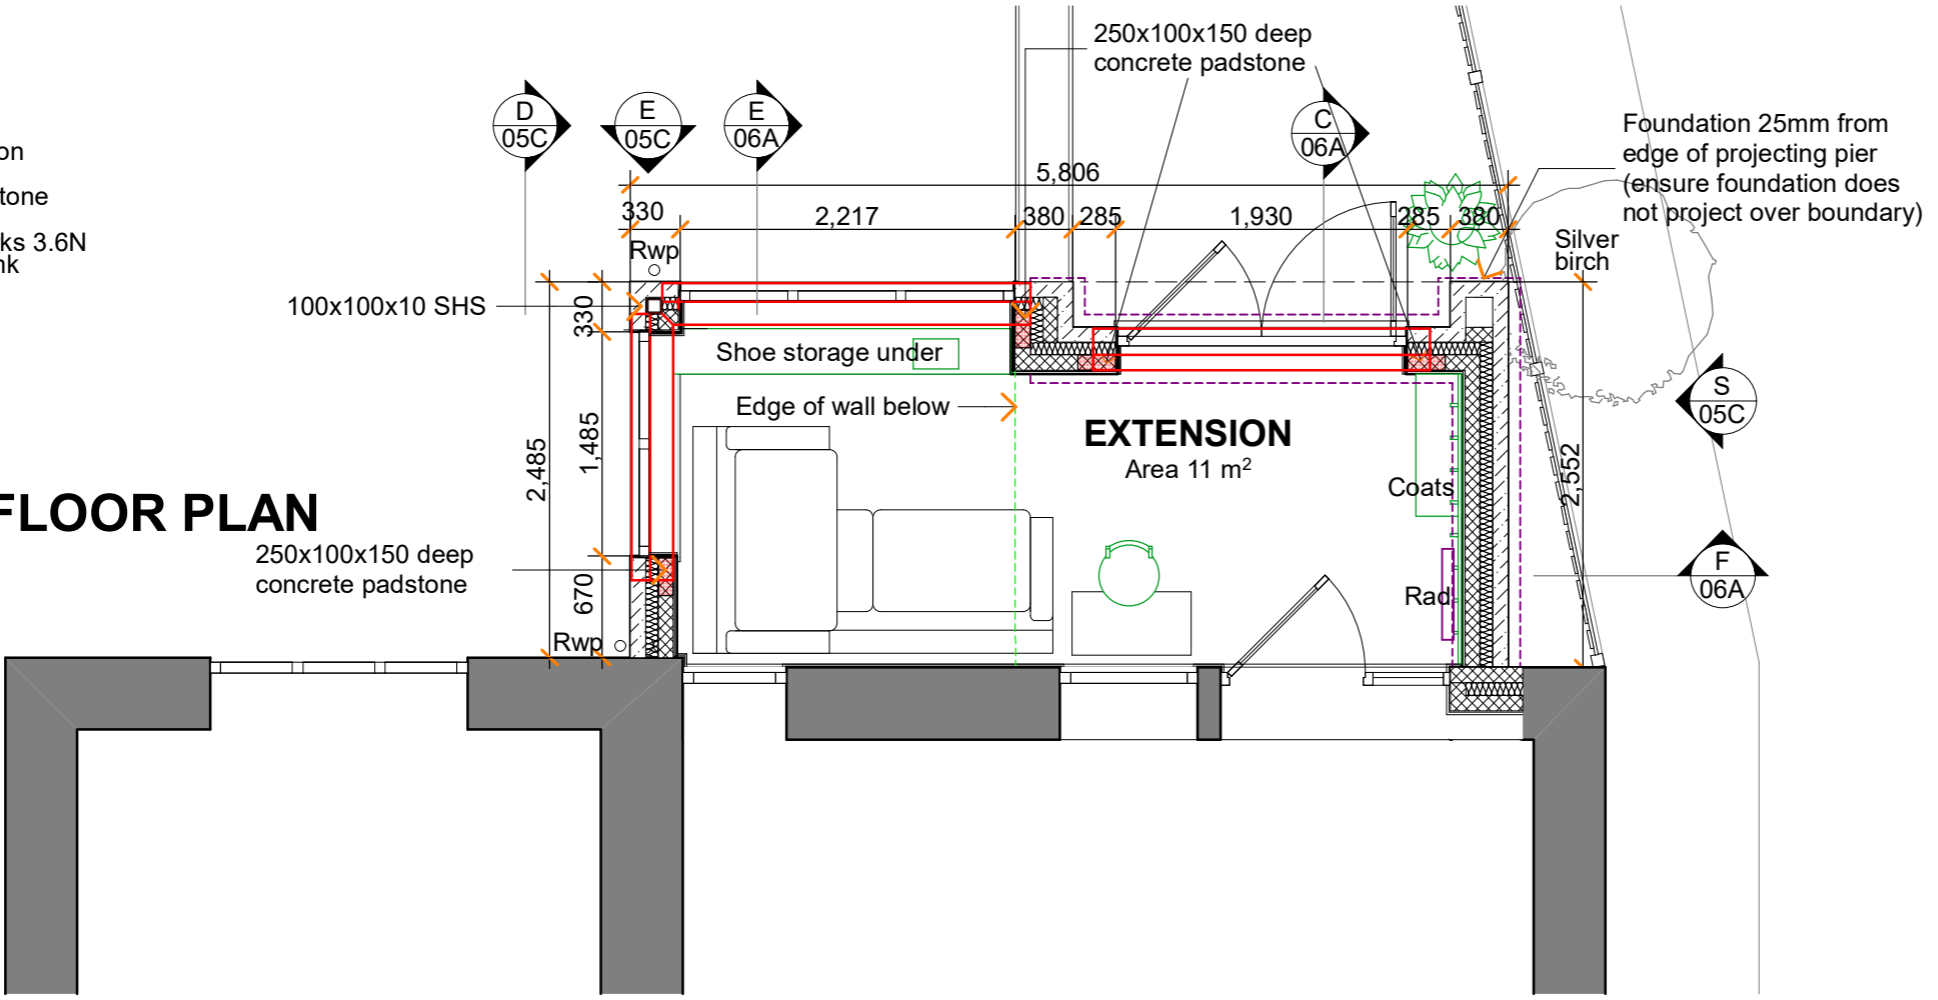 250x100x150 deep
concrete padstone
D
05C
E
05C
E
06A
C
06A
Foundation 25mm from
edge of projecting pier
(ensure foundation does
not project over boundary)
on
tone
ks 3.6N
nk
5,806
330
2,217
380
285
1,930
285
380
Rwp
Silver
birch
100x100x10 SHS
330
Shoe storage under
Edge of wall below
EXTENSION
Area 11 m²
S
05C
2,485
1,485
2,552
Coats
FLOOR PLAN
250x100x150 deep
concrete padstone
670
Rad
F
06A
Rwp